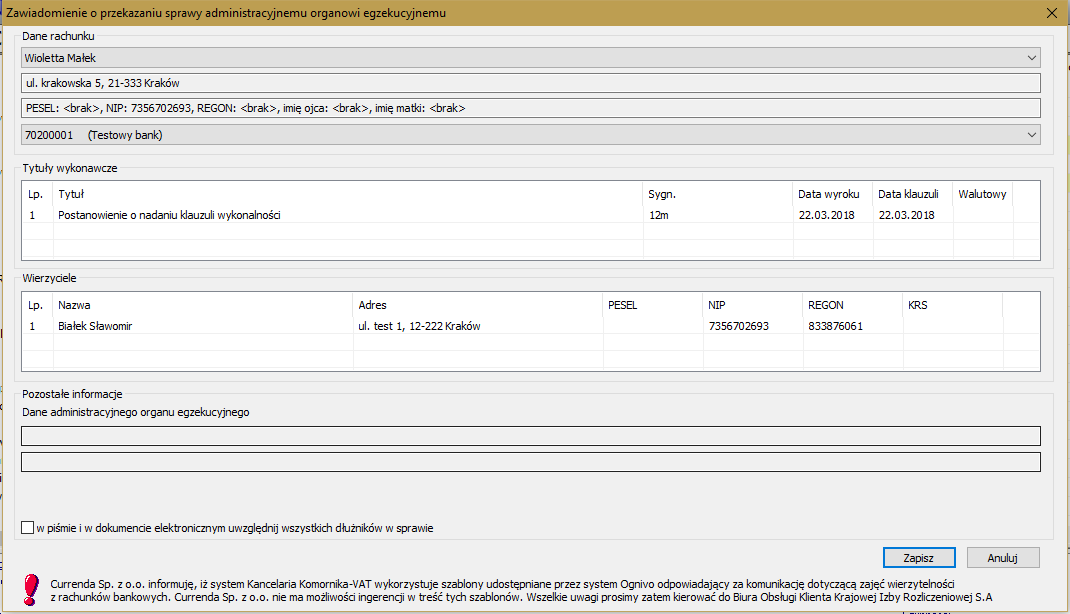 Zawiadomienie o przekazaniu sprawy administracyjnemu organowi egzekucyjnemu
Dane rachunku
Wioletta Małek
ul. krakowska 5, 21-333 Kraków
PESEL: <brak>, NIP: 7356702693, REGON: <brak>, imię ojca: <brak>, imię matki: <brak>
70200001 (Testowy bank)
Tytuły wykonawcze
Lp. Tytuł Sygn. Data wyroku Data klauzuli Walutowy
1 Postanowienie o nadaniu klauzuli wykonalności 12m 22.03.2018 22.03.2018
Wierzyciele
Lp. Nazwa Adres PESEL NIP REGON KRS
1 Białek Sławomir ul. test 1, 12-222 Kraków 7356702693 833876061
Pozostałe informacje
Dane administracyjnego organu egzekucyjnego
w piśmie i w dokumencie elektronicznym uwzględnij wszystkich dłużników w sprawie
Zapisz Anuluj
Currenda Sp. z o.o. informuję, iż system Kancelaria Komornika-VAT wykorzystuje szablony udostępniane przez system Ognivo odpowiadający za komunikację dotyczącą zajęć wierzytelności
z rachunków bankowych. Currenda Sp. z o.o. nie ma możliwości ingerencji w treść tych szablonów. Wszelkie uwagi prosimy zatem kierować do Biura Obsługi Klienta Krajowej Izby Rozliczeniowej S.A